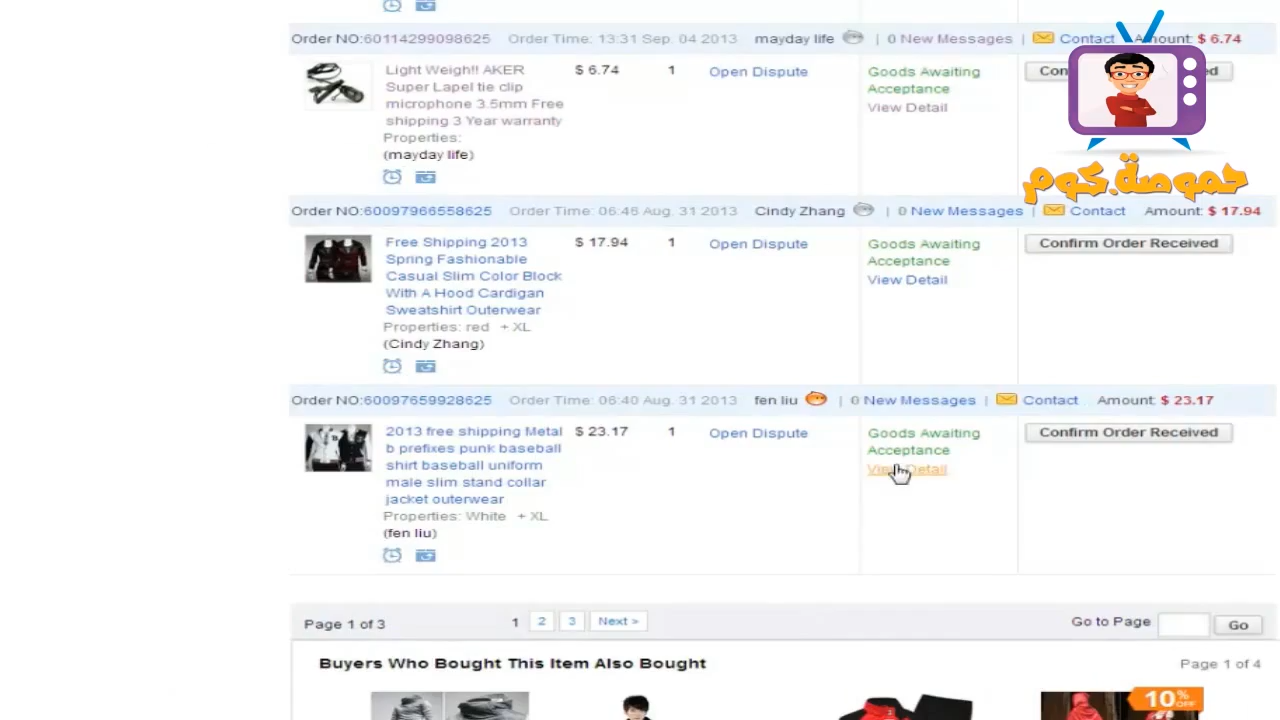 Order NO:60114299098625 Order Time: 13:31 Sep. 04 2013 mayday life | 0 New Messages | Contact Amount: $ 6.74
Light Weigh!! AKER
Super Lapel tie clip
microphone 3.5mm Free
shipping 3 Year warranty
Properties:
(mayday life)
$ 6.74
1
Open Dispute
Goods Awaiting
Acceptance
View Detail
حموصة.كوم
Order NO:60097966558625 Order Time: 06:46 Aug. 31 2013 Cindy Zhang | 0 New Messages | Contact Amount: $ 17.94
Free Shipping 2013
Spring Fashionable
Casual Slim Color Block
With A Hood Cardigan
Sweatshirt Outerwear
Properties: red + XL
(Cindy Zhang)
$ 17.94
1
Open Dispute
Goods Awaiting
Acceptance
View Detail
Confirm Order Received
Order NO:60097659928625 Order Time: 06:40 Aug. 31 2013 fen liu | 0 New Messages | Contact Amount: $ 23.17
2013 free shipping Metal
b prefixes punk baseball
shirt baseball uniform
male slim stand collar
jacket outerwear
Properties: White + XL
(fen liu)
$ 23.17
1
Open Dispute
Goods Awaiting
Acceptance
View Detail
Confirm Order Received
Page 1 of 3 1 2 3 Next > Go to Page Go
Buyers Who Bought This Item Also Bought Page 1 of 4
10% OFF